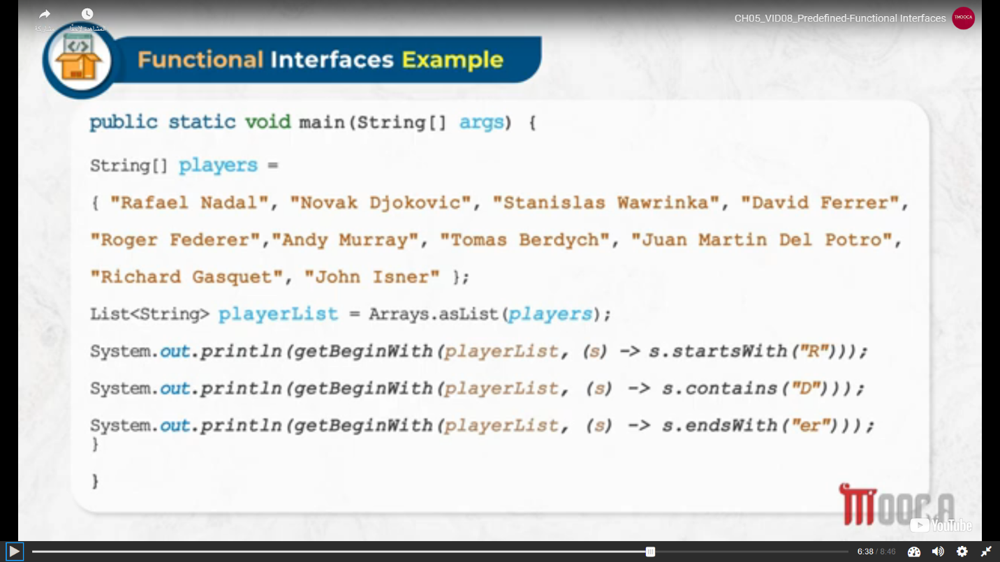 مشاركة
المشاهدة لاحقًا
CH05_VID08_Predefined-Functional Interfaces
TMOOCA
</>
Functional Interfaces Example
public static void main(String[] args) {
String[] players =
{ "Rafael Nadal", "Novak Djokovic", "Stanislas Wawrinka", "David Ferrer",
"Roger Federer","Andy Murray", "Tomas Berdych", "Juan Martin Del Potro",
"Richard Gasquet", "John Isner" };
List<String> playerList = Arrays.asList(players);
System.out.println(getBeginWith(playerList, (s) -> s.startsWith("R")));
System.out.println(getBeginWith(playerList, (s) -> s.contains("D")));
System.out.println(getBeginWith(playerList, (s) -> s.endsWith("er")));
}
}
MOOCA
YouTube
6:38 / 8:46